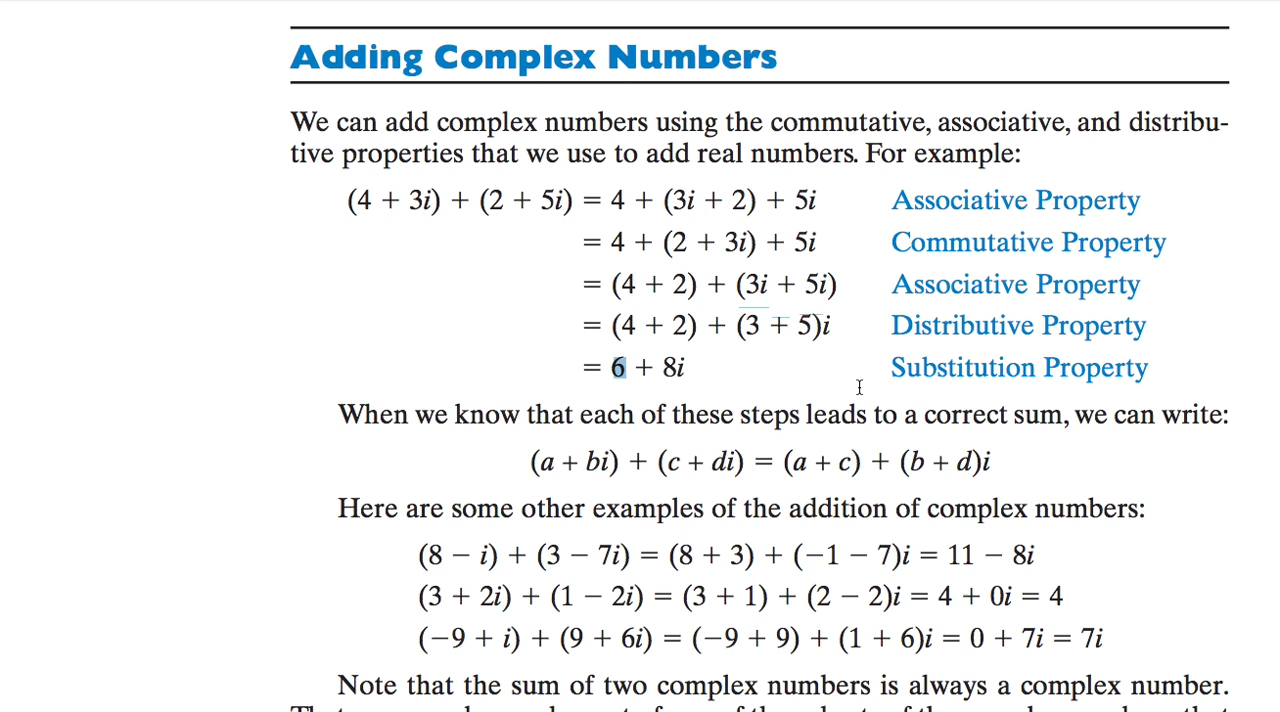 Adding Complex Numbers
We can add complex numbers using the commutative, associative, and distribu-
tive properties that we use to add real numbers. For example:
(4 + 3i) + (2 + 5i) = 4 + (3i + 2) + 5i Associative Property
= 4 + (2 + 3i) + 5i Commutative Property
= (4 + 2) + (3i + 5i) Associative Property
= (4 + 2) + (3 + 5)i Distributive Property
= 6 + 8i Substitution Property
When we know that each of these steps leads to a correct sum, we can write:
(a + bi) + (c + di) = (a + c) + (b + d)i
Here are some other examples of the addition of complex numbers:
(8 − i) + (3 − 7i) = (8 + 3) + (−1 − 7)i = 11 − 8i
(3 + 2i) + (1 − 2i) = (3 + 1) + (2 − 2)i = 4 + 0i = 4
(−9 + i) + (9 + 6i) = (−9 + 9) + (1 + 6)i = 0 + 7i = 7i
Note that the sum of two complex numbers is always a complex number.